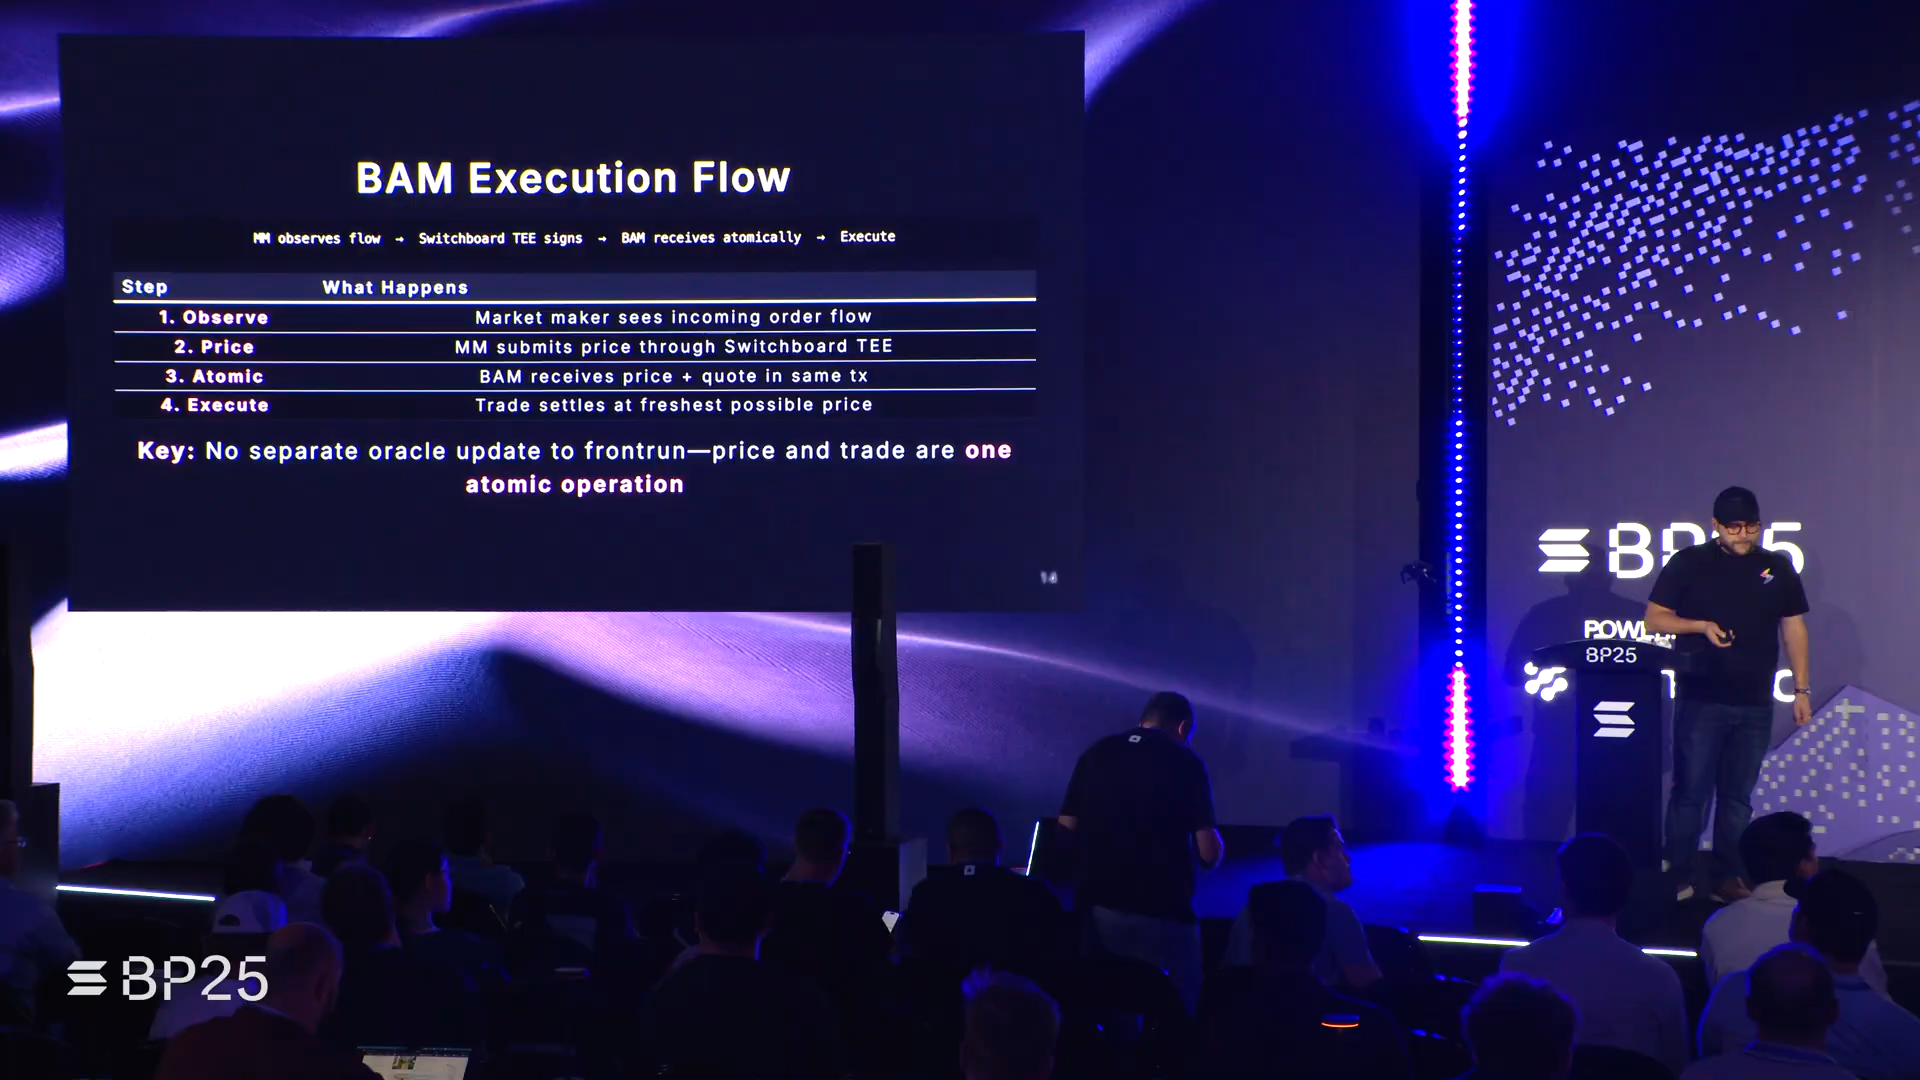 BAM Execution Flow
MM observes flow → Switchboard TEE signs → BAM receives atomically → Execute
Step What Happens
1. Observe Market maker sees incoming order flow
2. Price MM submits price through Switchboard TEE
3. Atomic BAM receives price + quote in same tx
4. Execute Trade settles at freshest possible price
Key: No separate oracle update to frontrun—price and trade are one
atomic operation
14
BP25
BP25
BP25